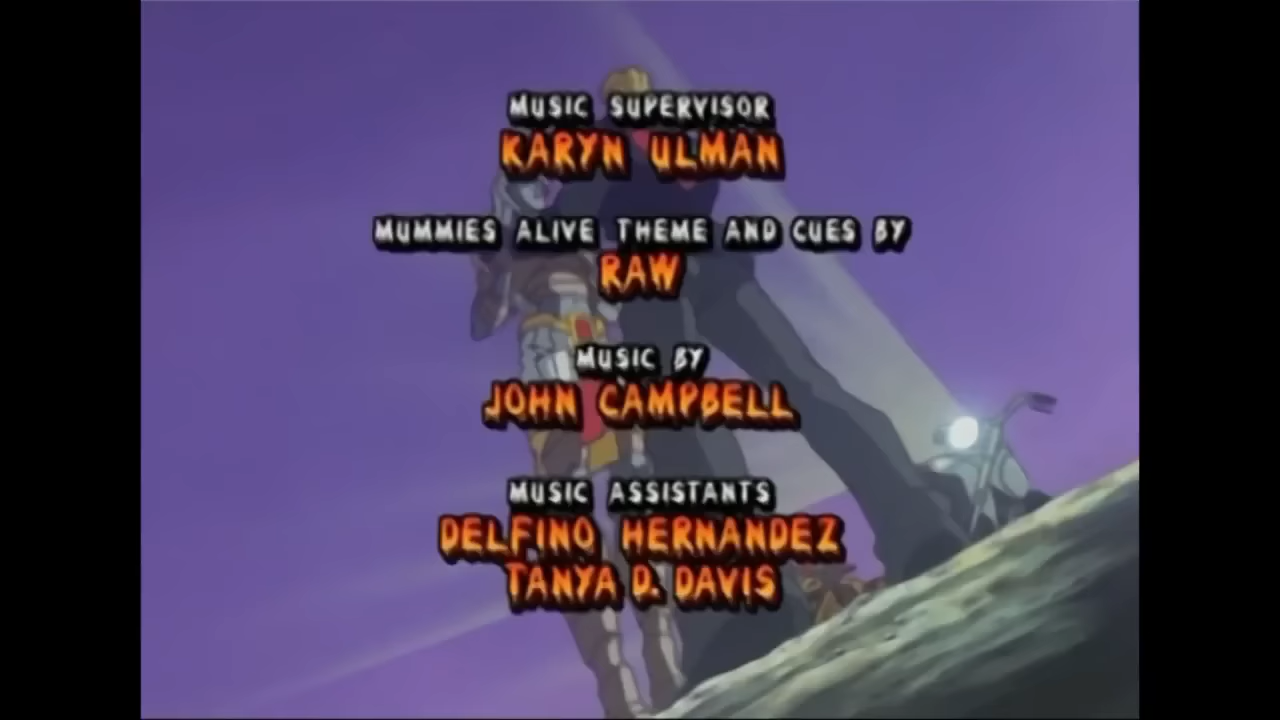 MUSIC SUPERVISOR
KARYN ULMAN
MUMMIES ALIVE THEME AND CUES BY
RAW
MUSIC BY
JOHN CAMPBELL
MUSIC ASSISTANTS
DELFINO HERNANDEZ
TANYA D. DAVIS